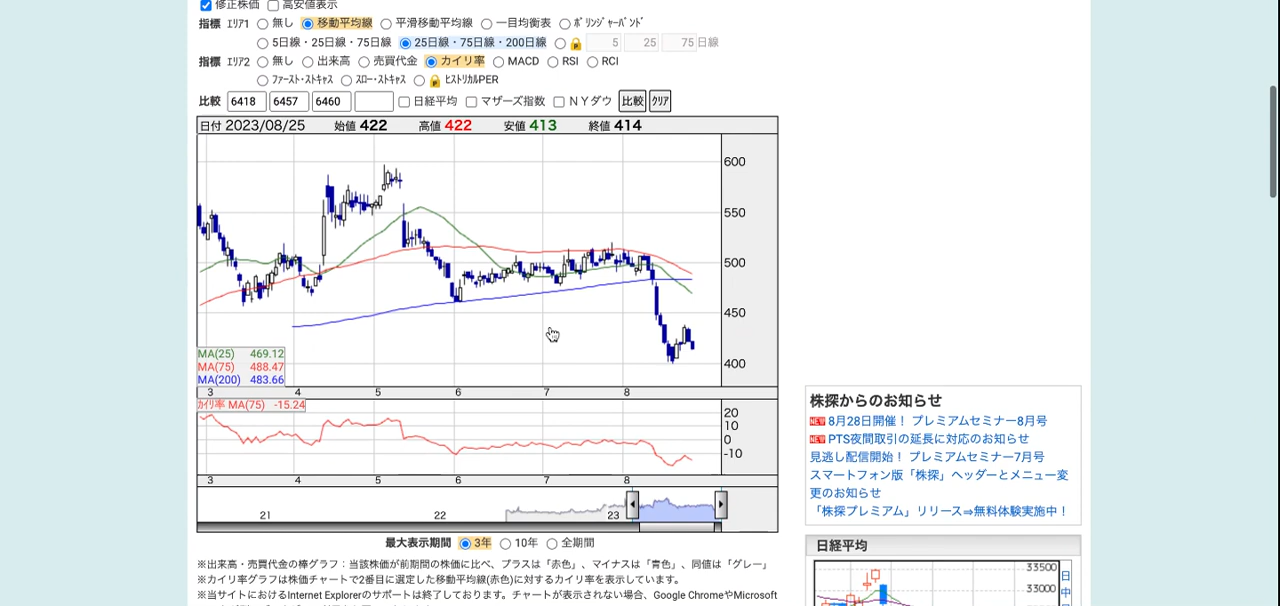 修正株価 高安値表示
指標 エリア1 無し 移動平均線 平滑移動平均線 一目均衡表 ボリンジャーバンド
5日線・25日線・75日線 25日線・75日線・200日線 5 25 75 日線
指標 エリア2 無し 出来高 売買代金 カイリ率 MACD RSI RCI
ファースト・ストキャス スロー・ストキャス ヒストリカルPER
比較 6418 6457 6460 日経平均 マザーズ指数 NYダウ 比較 クリア
日付 2023/08/25 始値 422 高値 422 安値 413 終値 414
600
550
500
450
400
MA(25) 469.12
MA(75) 488.47
MA(200) 483.66
3 4 5 6 7 8
カイリ率 MA(75) -15.24
20
10
0
-10
3 4 5 6 7 8
21 22 23
最大表示期間 3年 10年 全期間
※出来高・売買代金の棒グラフ：当該株価が前期間の株価に比べ、プラスは「赤色」、マイナスは「青色」、同値は「グレー」
※カイリ率グラフは株価チャートで2番目に選定した移動平均線(赤色)に対するカイリ率を表示しています。
※当サイトにおけるInternet Explorerのサポートは終了しております。チャートが表示されない場合、Google ChromeやMicrosoft
株探からのお知らせ
NEW 8月28日開催！ プレミアムセミナー8月号
NEW PTS夜間取引の延長に対応のお知らせ
見逃し配信開始！ プレミアムセミナー7月号
スマートフォン版「株探」ヘッダーとメニュー変
更のお知らせ
「株探プレミアム」リリース⇒無料体験実施中！
日経平均
33500
33000
日
中